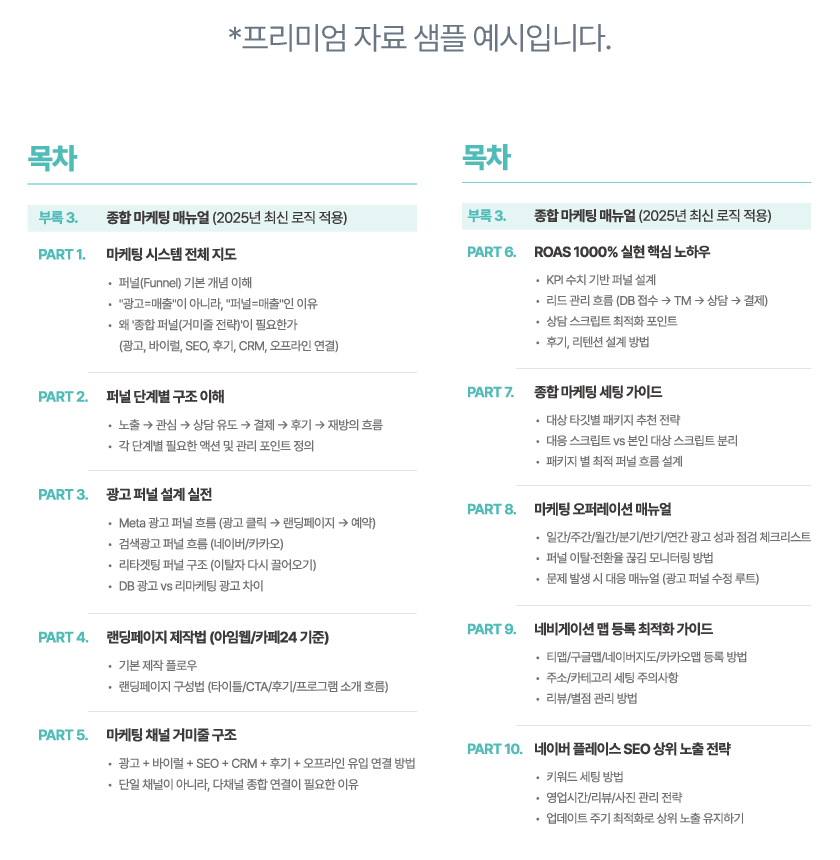 *프리미엄 자료 샘플 예시입니다.
목차
부록 3. 종합 마케팅 매뉴얼 (2025년 최신 로직 적용)
PART 1. 마케팅 시스템 전체 지도
• 퍼널(Funnel) 기본 개념 이해
• "광고=매출"이 아니라, "퍼널=매출"인 이유
• 왜 '종합 퍼널(거미줄 전략)'이 필요한가
(광고, 바이럴, SEO, 후기, CRM, 오프라인 연결)
PART 2. 퍼널 단계별 구조 이해
• 노출 → 관심 → 상담 유도 → 결제 → 후기 → 재방의 흐름
• 각 단계별 필요한 액션 및 관리 포인트 정의
PART 3. 광고 퍼널 설계 실전
• Meta 광고 퍼널 흐름 (광고 클릭 → 랜딩페이지 → 예약)
• 검색광고 퍼널 흐름 (네이버/카카오)
• 리타겟팅 퍼널 구조 (이탈자 다시 끌어오기)
• DB 광고 vs 리마케팅 광고 차이
PART 4. 랜딩페이지 제작법 (아임웹/카페24 기준)
• 기본 제작 플로우
• 랜딩페이지 구성법 (타이틀/CTA/후기/프로그램 소개 흐름)
PART 5. 마케팅 채널 거미줄 구조
• 광고 + 바이럴 + SEO + CRM + 후기 + 오프라인 유입 연결 방법
• 단일 채널이 아니라, 다채널 종합 연결이 필요한 이유
목차
부록 3. 종합 마케팅 매뉴얼 (2025년 최신 로직 적용)
PART 6. ROAS 1000% 실현 핵심 노하우
• KPI 수치 기반 퍼널 설계
• 리드 관리 흐름 (DB 접수 → TM → 상담 → 결제)
• 상담 스크립트 최적화 포인트
• 후기, 리텐션 설계 방법
PART 7. 종합 마케팅 세팅 가이드
• 대상 타깃별 패키지 추천 전략
• 대응 스크립트 vs 본인 대상 스크립트 분리
• 패키지 별 최적 퍼널 흐름 설계
PART 8. 마케팅 오퍼레이션 매뉴얼
• 일간/주간/월간/분기/반기/연간 광고 성과 점검 체크리스트
• 퍼널 이탈·전환율 끊김 모니터링 방법
• 문제 발생 시 대응 매뉴얼 (광고 퍼널 수정 루트)
PART 9. 네비게이션 맵 등록 최적화 가이드
• 티맵/구글맵/네이버지도/카카오맵 등록 방법
• 주소/카테고리 세팅 주의사항
• 리뷰/별점 관리 방법
PART 10. 네이버 플레이스 SEO 상위 노출 전략
• 키워드 세팅 방법
• 영업시간/리뷰/사진 관리 전략
• 업데이트 주기 최적화로 상위 노출 유지하기